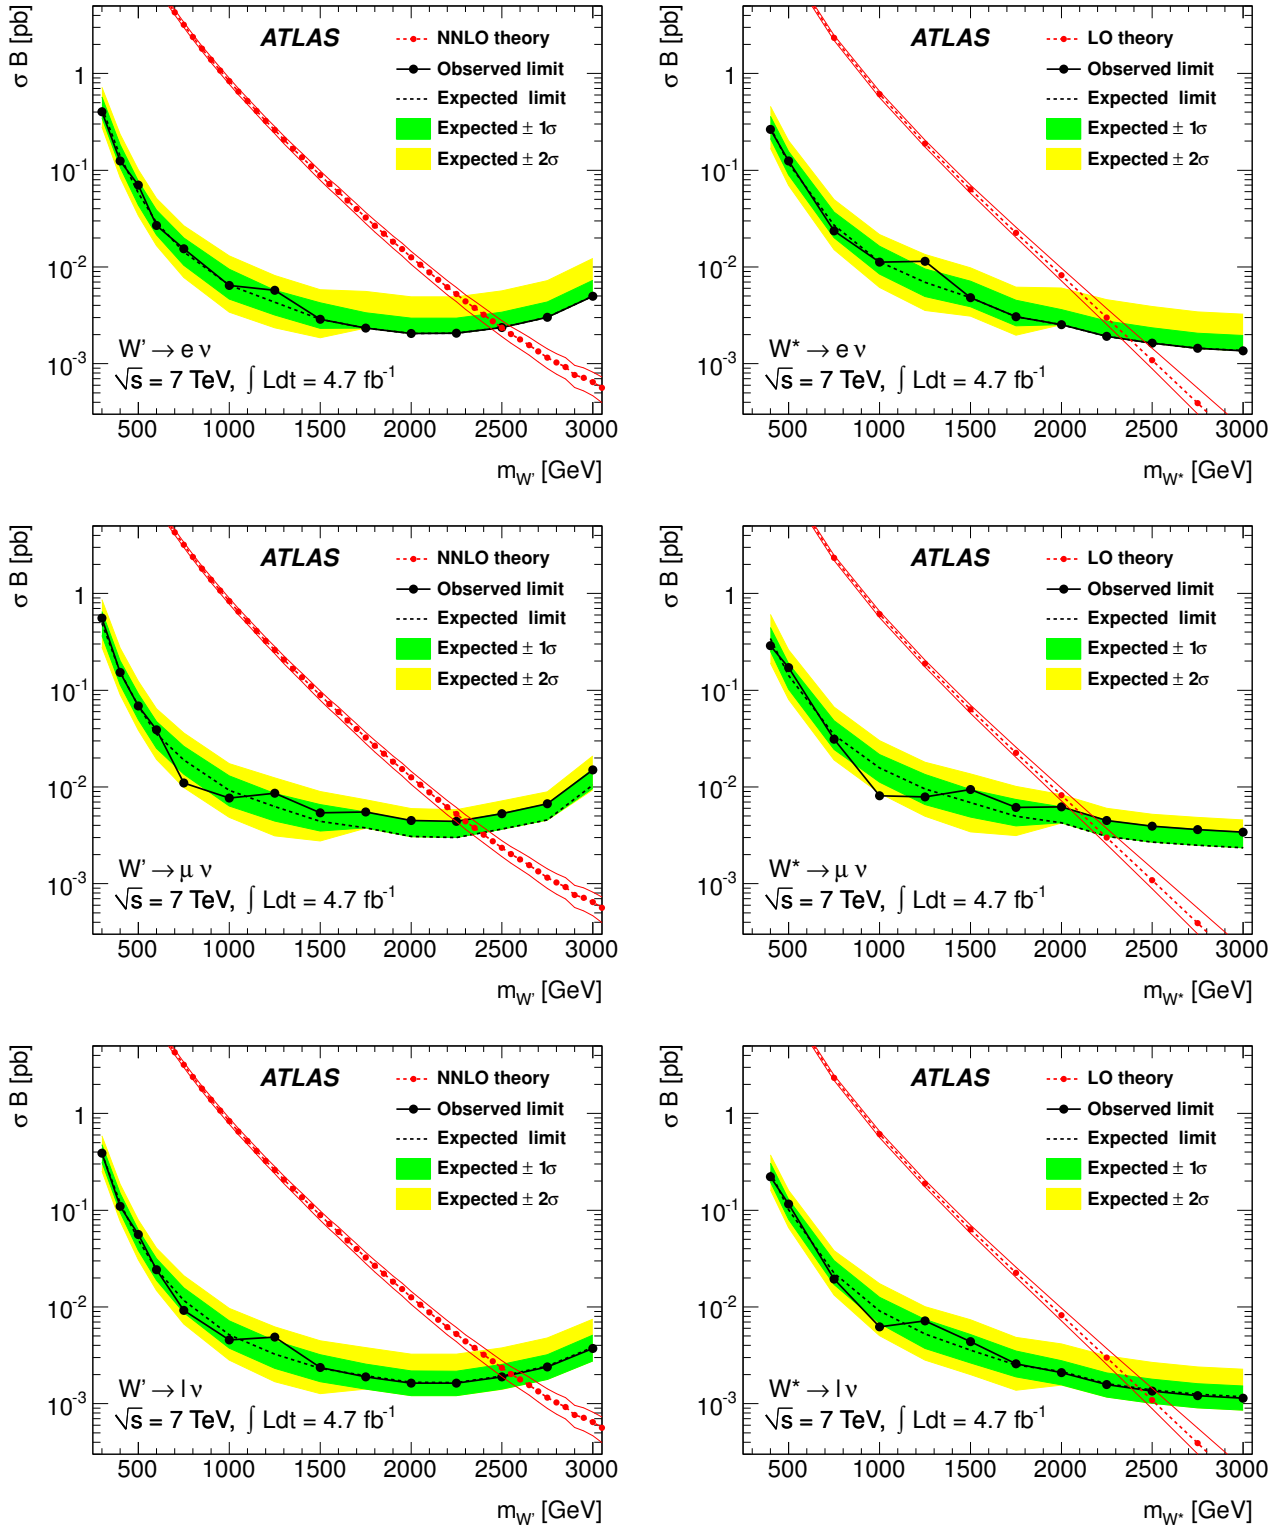 σ B [pb]
ATLAS
NNLO theory
Observed limit
Expected limit
Expected ± 1σ
Expected ± 2σ
1
10⁻¹
10⁻²
10⁻³
W' → e ν
√s = 7 TeV, ∫ Ldt = 4.7 fb⁻¹
500 1000 1500 2000 2500 3000
m_W' [GeV]
σ B [pb]
ATLAS
LO theory
Observed limit
Expected limit
Expected ± 1σ
Expected ± 2σ
1
10⁻¹
10⁻²
10⁻³
W* → e ν
√s = 7 TeV, ∫ Ldt = 4.7 fb⁻¹
500 1000 1500 2000 2500 3000
m_W* [GeV]
σ B [pb]
ATLAS
NNLO theory
Observed limit
Expected limit
Expected ± 1σ
Expected ± 2σ
1
10⁻¹
10⁻²
10⁻³
W' → μ ν
√s = 7 TeV, ∫ Ldt = 4.7 fb⁻¹
500 1000 1500 2000 2500 3000
m_W' [GeV]
σ B [pb]
ATLAS
LO theory
Observed limit
Expected limit
Expected ± 1σ
Expected ± 2σ
1
10⁻¹
10⁻²
10⁻³
W* → μ ν
√s = 7 TeV, ∫ Ldt = 4.7 fb⁻¹
500 1000 1500 2000 2500 3000
m_W* [GeV]
σ B [pb]
ATLAS
NNLO theory
Observed limit
Expected limit
Expected ± 1σ
Expected ± 2σ
1
10⁻¹
10⁻²
10⁻³
W' → l ν
√s = 7 TeV, ∫ Ldt = 4.7 fb⁻¹
500 1000 1500 2000 2500 3000
m_W' [GeV]
σ B [pb]
ATLAS
LO theory
Observed limit
Expected limit
Expected ± 1σ
Expected ± 2σ
1
10⁻¹
10⁻²
10⁻³
W* → l ν
√s = 7 TeV, ∫ Ldt = 4.7 fb⁻¹
500 1000 1500 2000 2500 3000
m_W* [GeV]